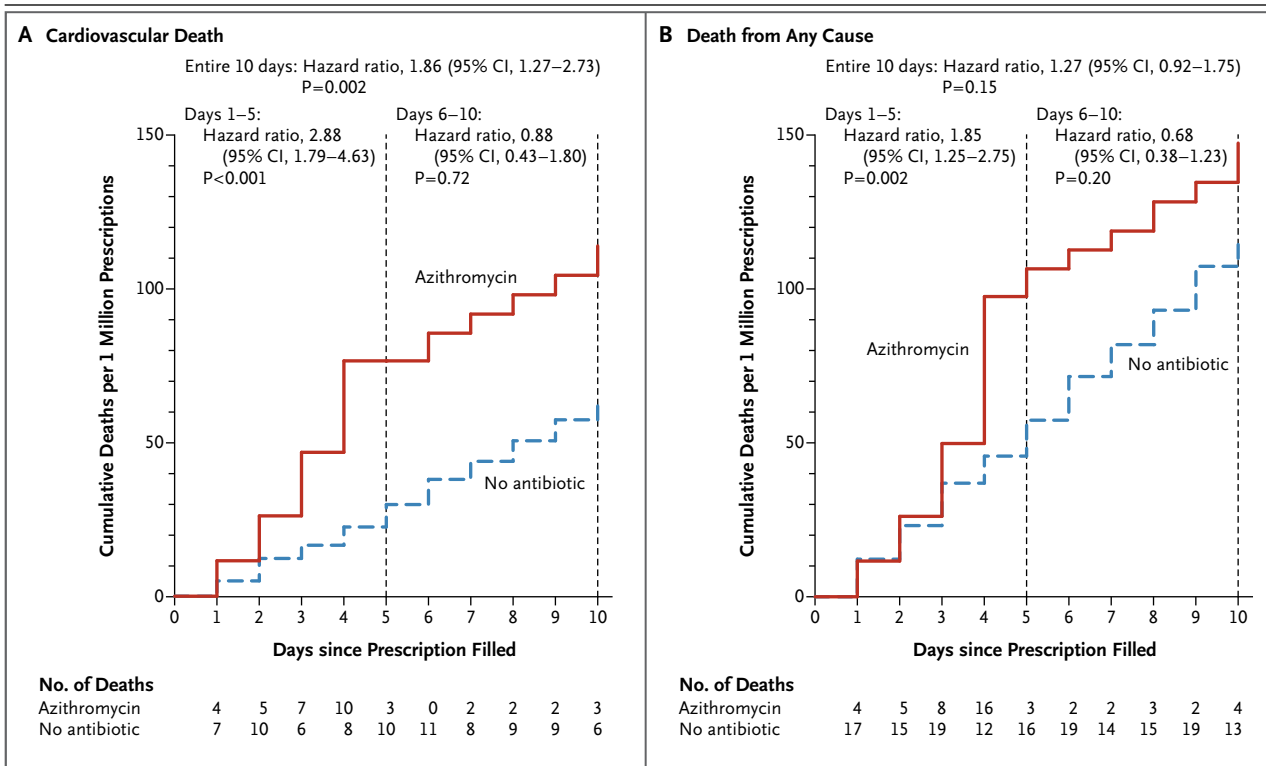 A Cardiovascular Death
Entire 10 days: Hazard ratio, 1.86 (95% CI, 1.27–2.73)
P=0.002
Days 1–5:
Hazard ratio, 2.88
(95% CI, 1.79–4.63)
P<0.001
Days 6–10:
Hazard ratio, 0.88
(95% CI, 0.43–1.80)
P=0.72
Cumulative Deaths per 1 Million Prescriptions
150
100
50
0
Azithromycin
No antibiotic
0 1 2 3 4 5 6 7 8 9 10
Days since Prescription Filled
No. of Deaths
Azithromycin 4 5 7 10 3 0 2 2 2 3
No antibiotic 7 10 6 8 10 11 8 9 9 6
B Death from Any Cause
Entire 10 days: Hazard ratio, 1.27 (95% CI, 0.92–1.75)
P=0.15
Days 1–5:
Hazard ratio, 1.85
(95% CI, 1.25–2.75)
P=0.002
Days 6–10:
Hazard ratio, 0.68
(95% CI, 0.38–1.23)
P=0.20
Cumulative Deaths per 1 Million Prescriptions
150
100
50
0
Azithromycin
No antibiotic
0 1 2 3 4 5 6 7 8 9 10
Days since Prescription Filled
No. of Deaths
Azithromycin 4 5 8 16 3 2 2 3 2 4
No antibiotic 17 15 19 12 16 19 14 15 19 13